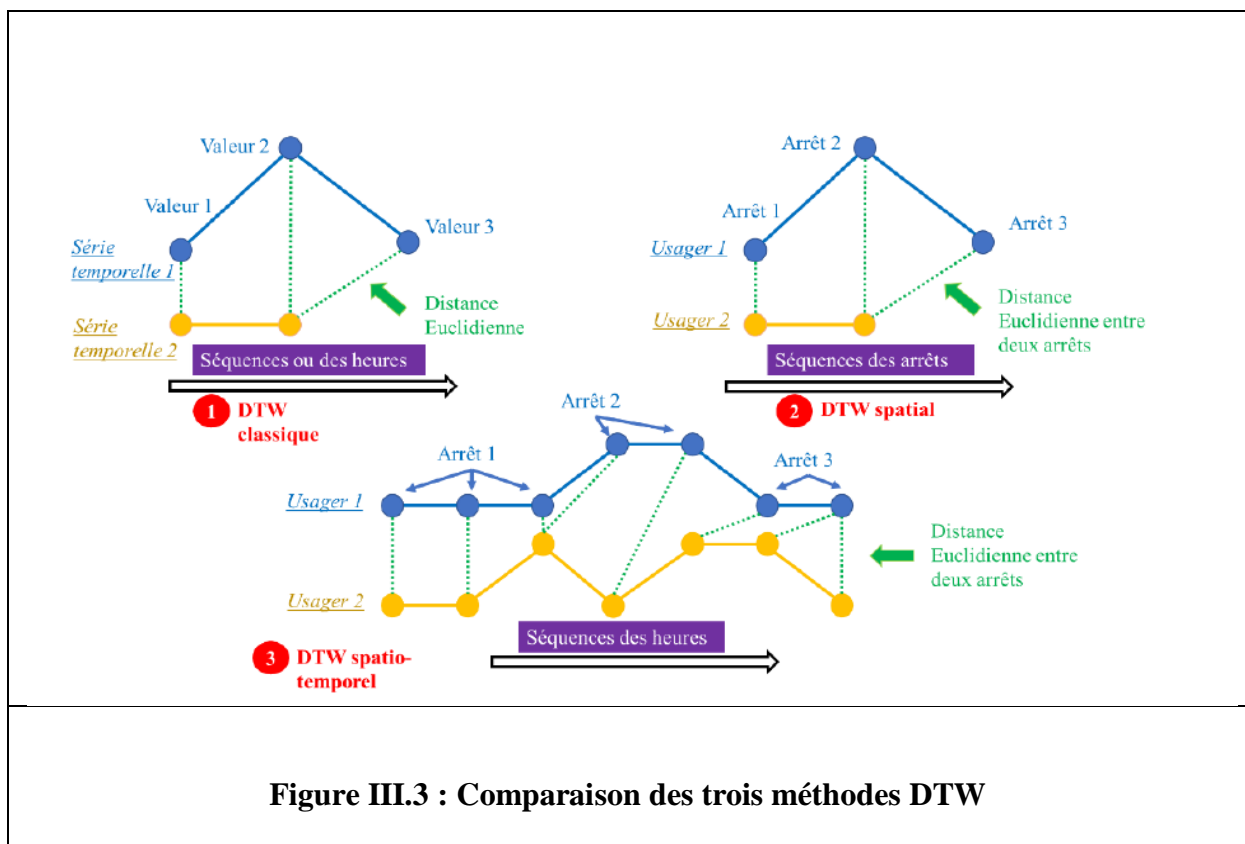 Valeur 2
Valeur 1
Valeur 3
Série
temporelle 1
Distance
Euclidienne
Série
temporelle 2
Séquences ou des heures
1 DTW
classique
Arrêt 2
Arrêt 1
Arrêt 3
Usager 1
Distance
Euclidienne entre
deux arrêts
Usager 2
Séquences des arrêts
2 DTW spatial
Arrêt 2
Arrêt 1
Arrêt 3
Usager 1
Distance
Euclidienne entre
deux arrêts
Usager 2
Séquences des heures
3 DTW spatio-
temporel
Figure III.3 : Comparaison des trois méthodes DTW